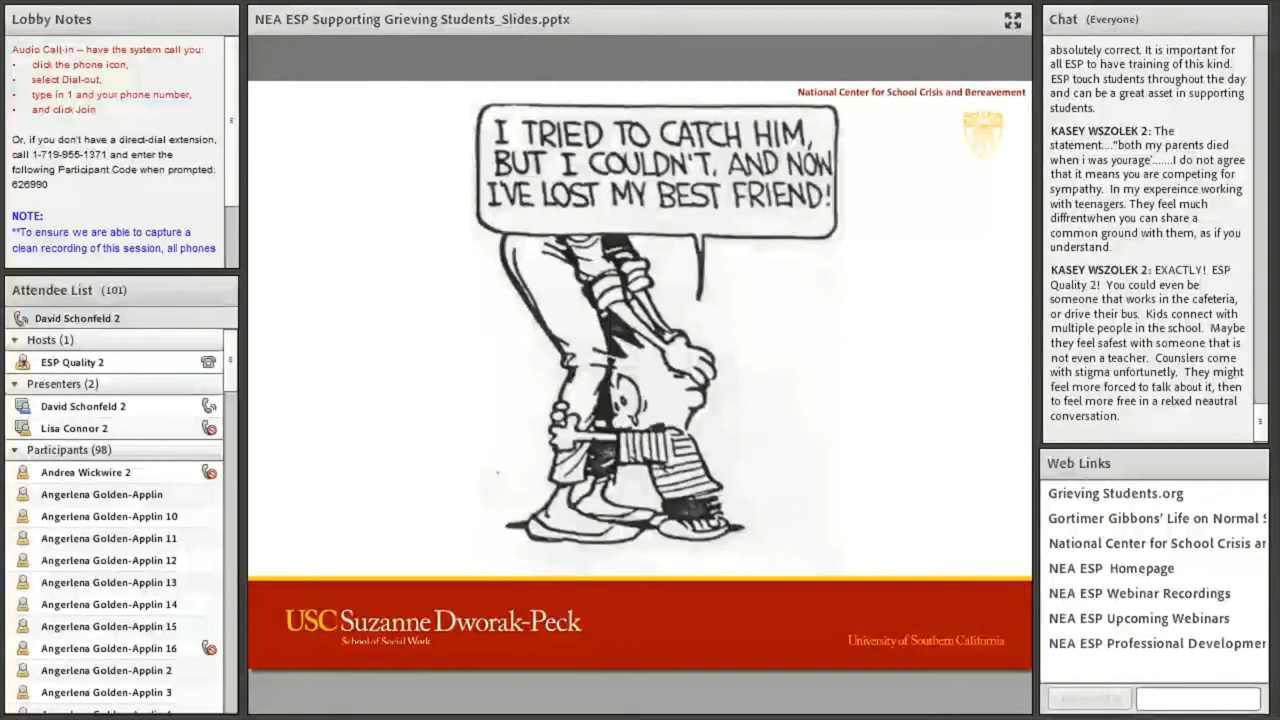 Lobby Notes
Audio Call-in -- have the system call you:
• click the phone icon,
• select Dial-out,
• type in 1 and your phone number,
• and click Join
Or, if you don't have a direct-dial extension,
call 1-719-955-1371 and enter the
following Participant Code when prompted:
626990
NOTE:
**To ensure we are able to capture a
clean recording of this session, all phones
Attendee List (101)
David Schonfeld 2
Hosts (1)
ESP Quality 2
Presenters (2)
David Schonfeld 2
Lisa Connor 2
Participants (98)
Andrea Wickwire 2
Angerlena Golden-Applin
Angerlena Golden-Applin 10
Angerlena Golden-Applin 11
Angerlena Golden-Applin 12
Angerlena Golden-Applin 13
Angerlena Golden-Applin 14
Angerlena Golden-Applin 15
Angerlena Golden-Applin 16
Angerlena Golden-Applin 2
Angerlena Golden-Applin 3
NEA ESP Supporting Grieving Students_Slides.pptx
National Center for School Crisis and Bereavement
I TRIED TO CATCH HIM,
BUT I COULDN'T, AND NOW
I'VE LOST MY BEST FRIEND!
USC Suzanne Dworak-Peck
School of Social Work
University of Southern California
Chat (Everyone)
absolutely correct. It is important for
all ESP to have training of this kind.
ESP touch students throughout the day
and can be a great asset in supporting
students.
KASEY WSZOLEK 2: The
statement...."both my parents died
when i was yourage'......I do not agree
that it means you are competing for
sympathy. In my expereince working
with teenagers. They feel much
diffrentwhen you can share a
common ground with them, as if you
understand.
KASEY WSZOLEK 2: EXACTLY! ESP
Quality 2! You could even be
someone that works in the cafeteria,
or drive their bus. Kids connect with
multiple people in the school. Maybe
they feel safest with someone that is
not even a teacher. Counslers come
with stigma unfortunetly. They might
feel more forced to talk about it, then
to feel more free in a relxed neautral
conversation.
Web Links
Grieving Students.org
Gortimer Gibbons' Life on Normal S
National Center for School Crisis ar
NEA ESP Homepage
NEA ESP Webinar Recordings
NEA ESP Upcoming Webinars
NEA ESP Professional Developmer